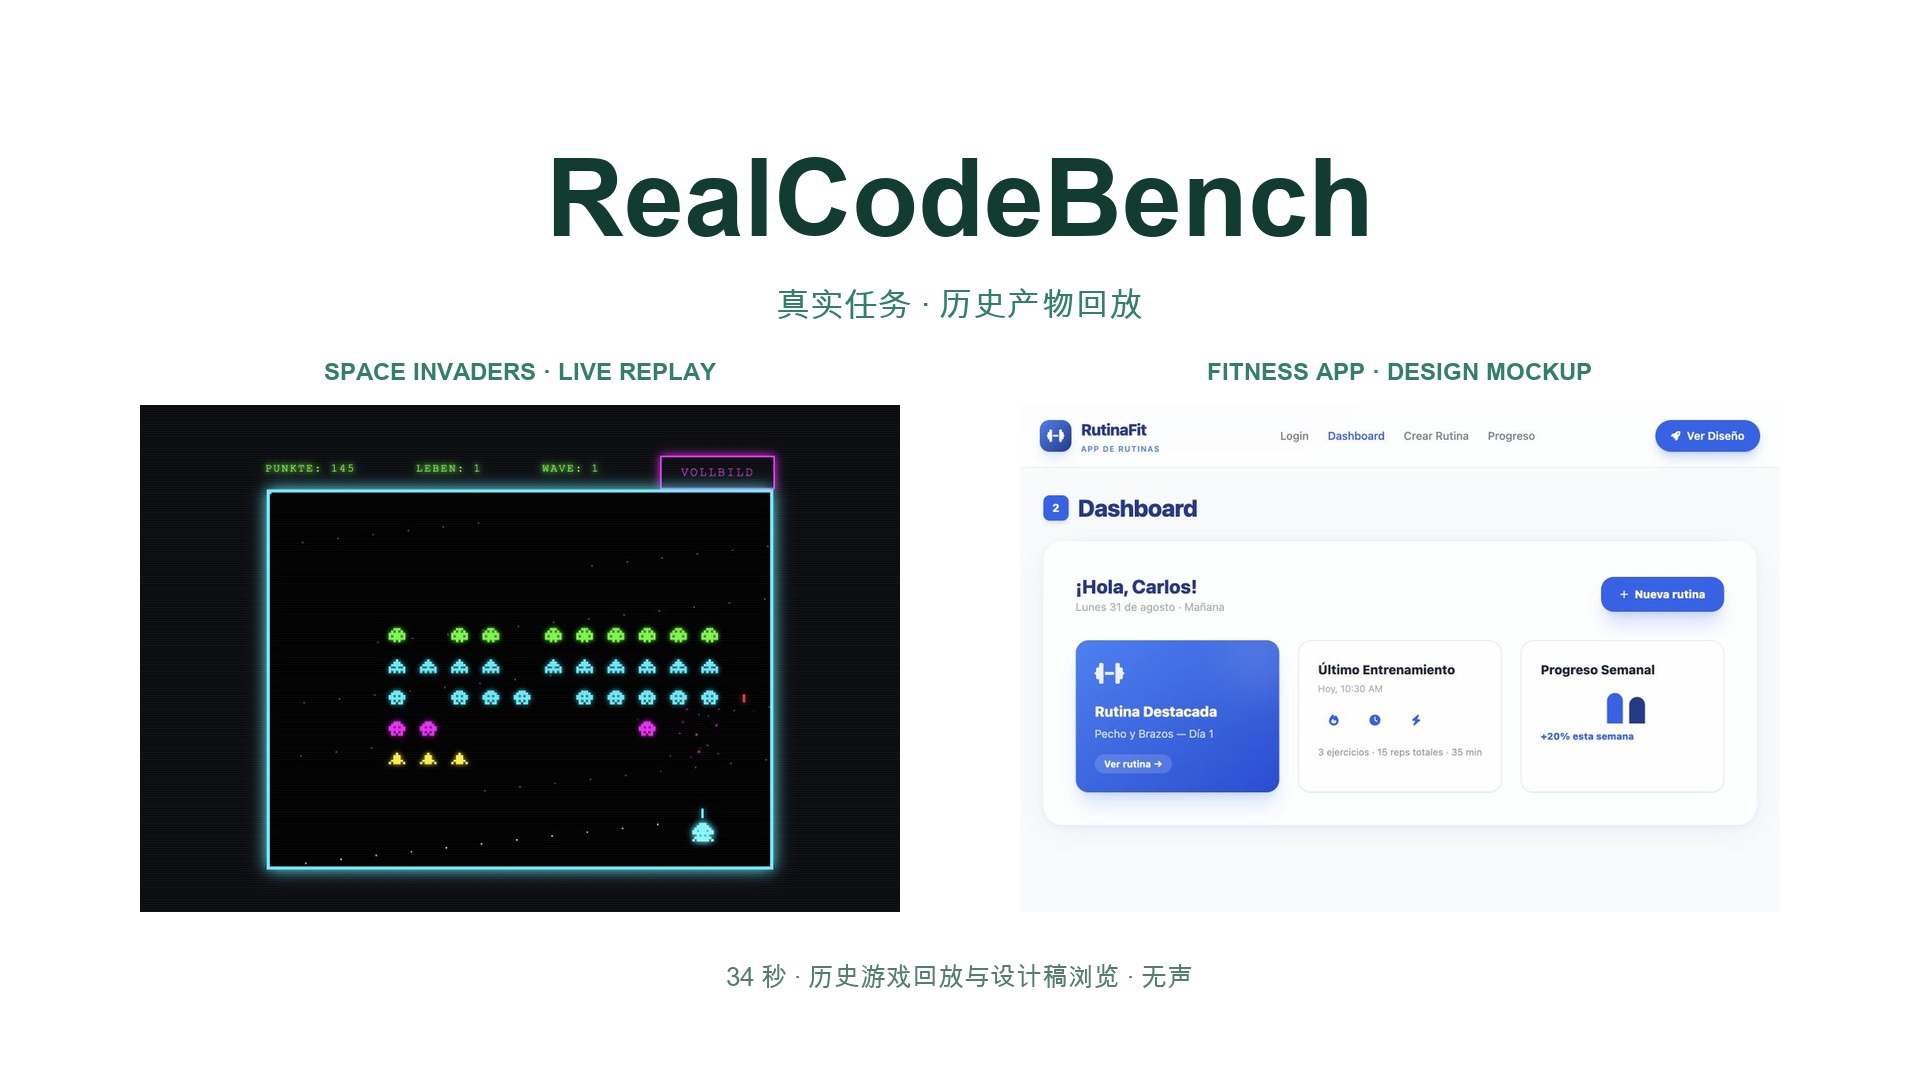 RealCodeBench
真实任务 · 历史产物回放
SPACE INVADERS · LIVE REPLAY
PUNKTE: 145
LEBEN: 1
WAVE: 1
VOLLBILD
FITNESS APP · DESIGN MOCKUP
RutinaFit
APP DE RUTINAS
Login
Dashboard
Crear Rutina
Progreso
Ver Diseño
2
Dashboard
¡Hola, Carlos!
Lunes 31 de agosto · Mañana
+ Nueva rutina
Rutina Destacada
Pecho y Brazos — Día 1
Ver rutina →
Último Entrenamiento
Hoy, 10:30 AM
3 ejercicios · 15 reps totales · 35 min
Progreso Semanal
+20% esta semana
34 秒 · 历史游戏回放与设计稿浏览 · 无声